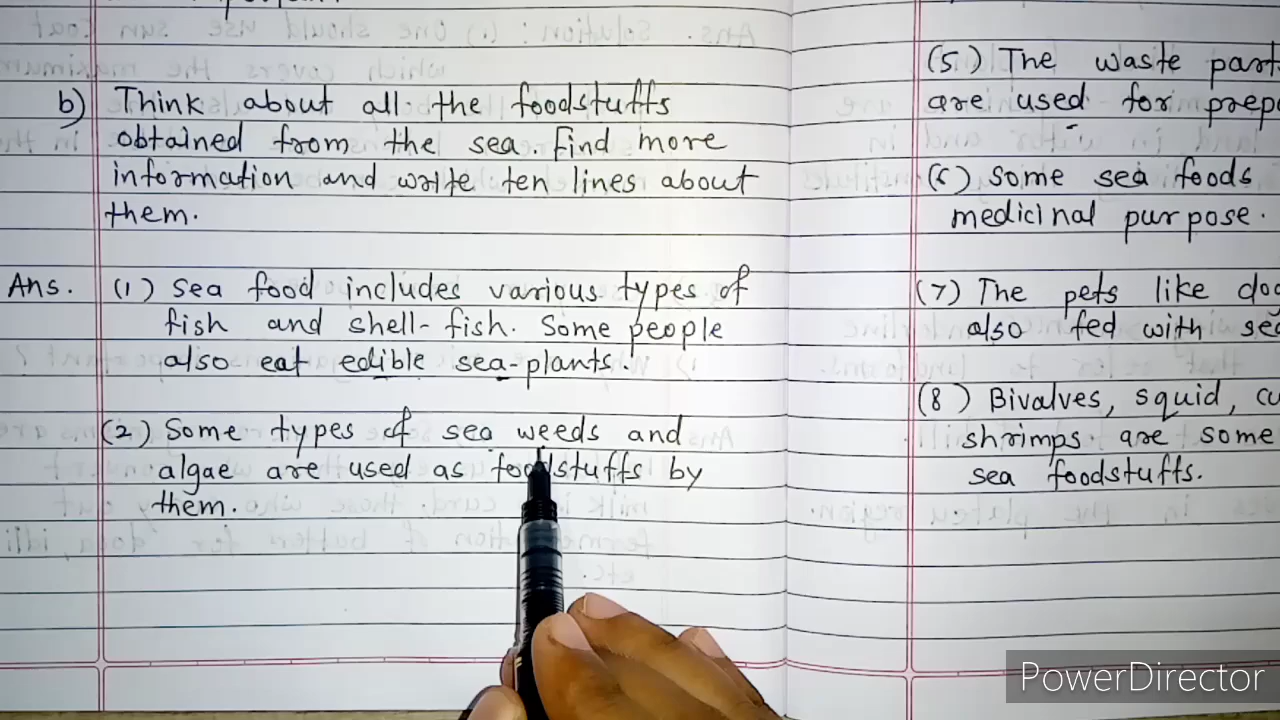 b) Think about all the foodstuffs
obtained from the sea find more
information and write ten lines about
them.
Ans. (1) Sea food includes various types of
fish and shell-fish. Some people
also eat edible sea-plants.
(2) Some types of sea weeds and
algae are used as foodstuffs by
them.
(5) The waste part
are used for prep
(6) Some sea foods
medicinal purpose.
(7) The pets like do
also fed with sea
(8) Bivalves, squid, cu
shrimps are some
sea foodstuffs.
PowerDirector